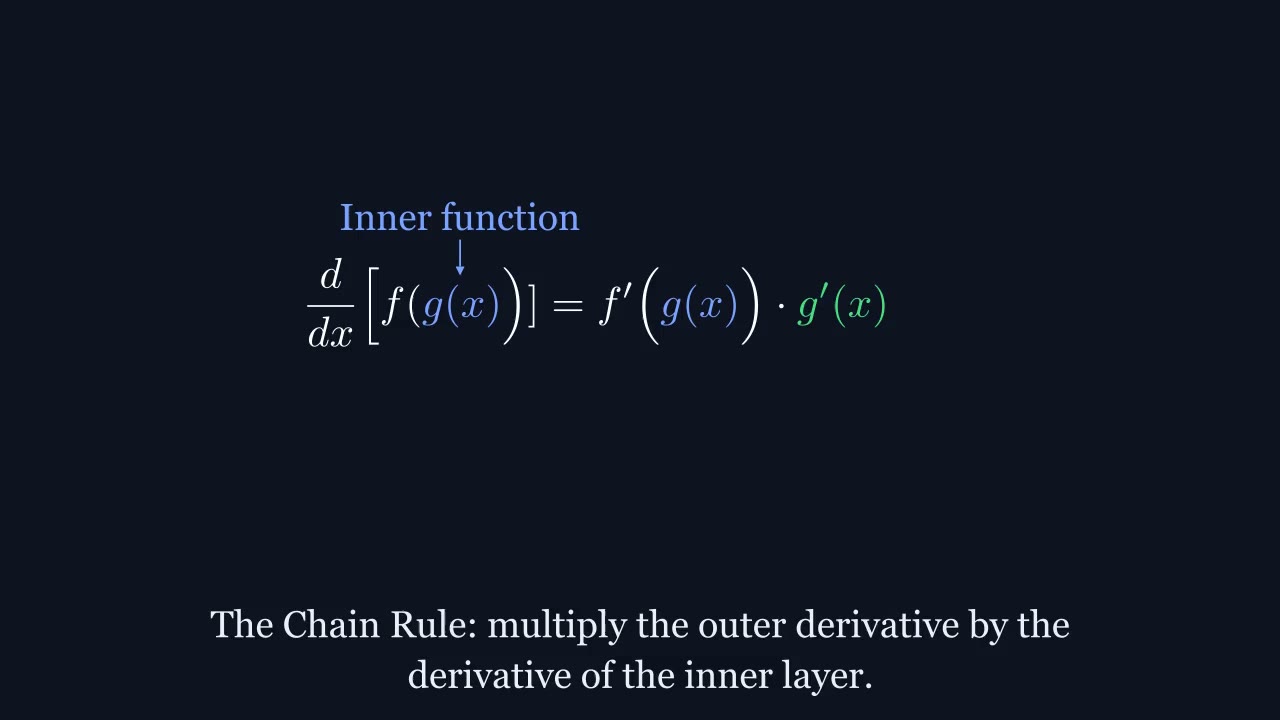 Inner function
d/dx [f(g(x))] = f′(g(x)) · g′(x)
The Chain Rule: multiply the outer derivative by the
derivative of the inner layer.